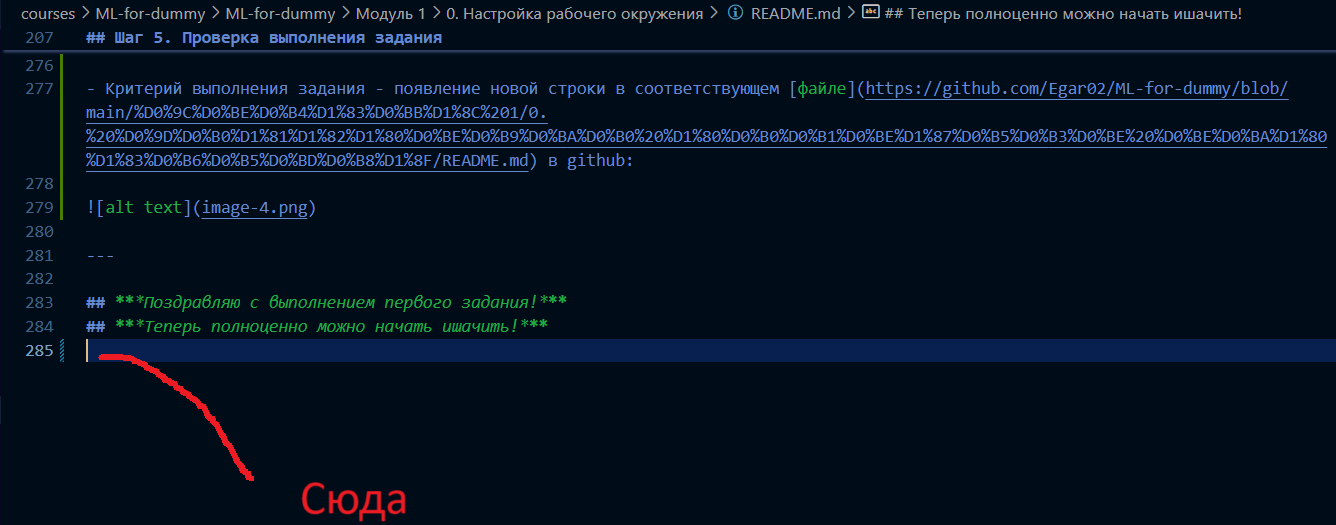 courses > ML-for-dummy > ML-for-dummy > Модуль 1 > 0. Настройка рабочего окружения > README.md > abc ## Теперь полноценно можно начать ишачить!
207 ## Шаг 5. Проверка выполнения задания
276
277 - Критерий выполнения задания - появление новой строки в соответствующем [файле](https://github.com/Egar02/ML-for-dummy/blob/
main/%D0%9C%D0%BE%D0%B4%D1%83%D0%BB%D1%8C%201/0.
%20%D0%9D%D0%B0%D1%81%D1%82%D1%80%D0%BE%D0%B9%D0%BA%D0%B0%20%D1%80%D0%B0%D0%B1%D0%BE%D1%87%D0%B5%D0%B3%D0%BE%20%D0%BE%D0%BA%D1%80
%D1%83%D0%B6%D0%B5%D0%BD%D0%B8%D1%8F/README.md) в github:
278
279 ![alt text](image-4.png)
280
281 ---
282
283 ## ***Поздравляю с выполнением первого задания!***
284 ## ***Теперь полноценно можно начать ишачить!***
285
Сюда